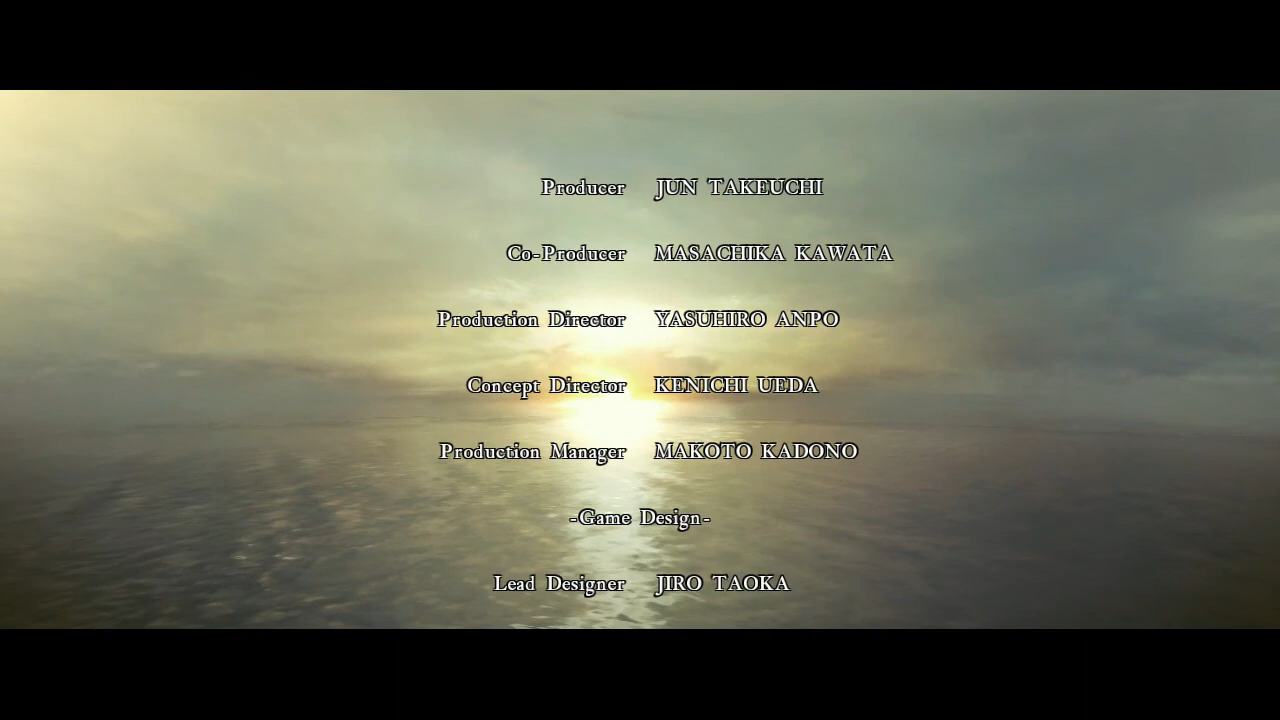 Producer JUN TAKEUCHI
Co-Producer MASACHIKA KAWATA
Production Director YASUHIRO ANPO
Concept Director KENICHI UEDA
Production Manager MAKOTO KADONO
-Game Design-
Lead Designer JIRO TAOKA